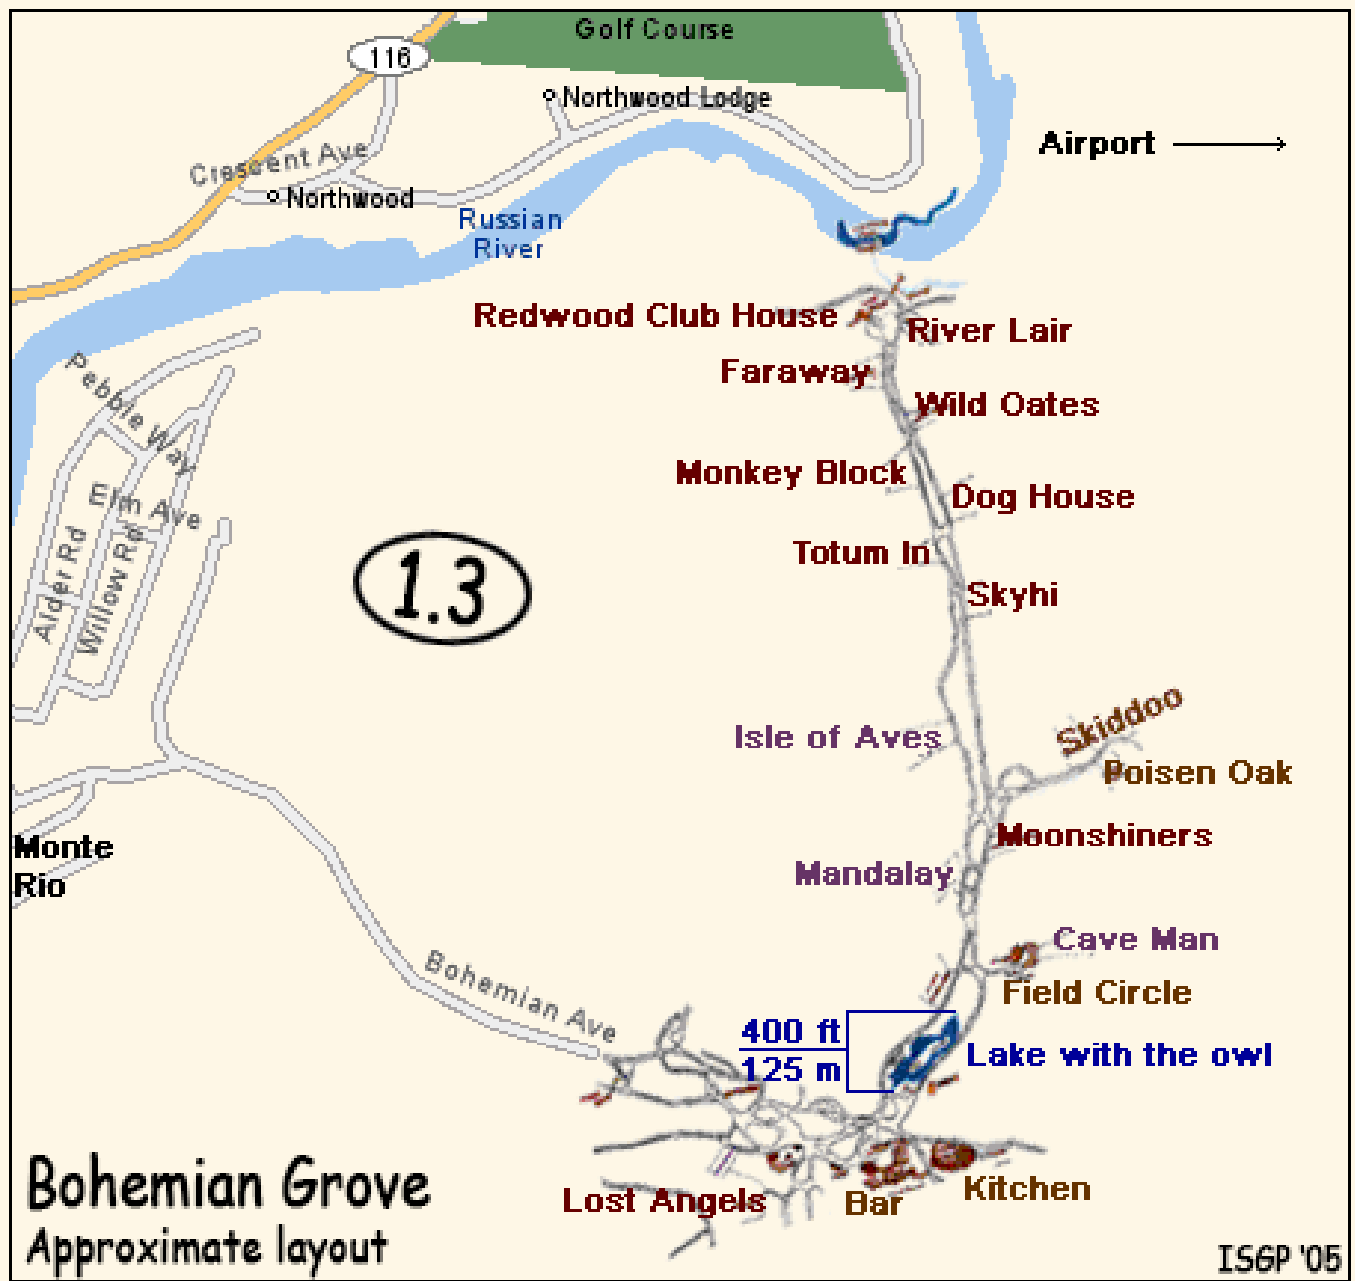 Golf Course
116
Northwood Lodge
Airport
Crescent Ave
Northwood
Russian
River
Redwood Club House
River Lair
Pebble Way
Faraway
Wild Oates
Monkey Block
Dog House
Elm Ave
Alder Rd
Willow Rd
Totum In
1.3
Skyhi
Skiddoo
Isle of Aves
Poisen Oak
Moonshiners
Monte
Rio
Mandalay
Cave Man
Bohemian Ave
Field Circle
400 ft
125 m
Lake with the owl
Bohemian Grove
Approximate layout
Lost Angels
Bar
Kitchen
ISGP '05